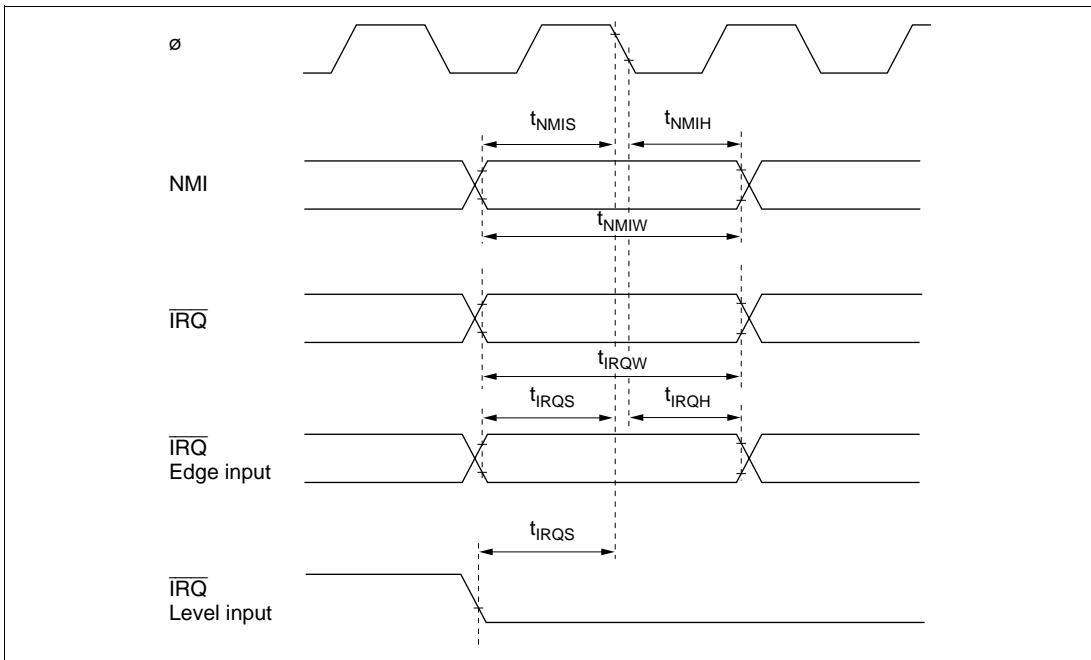 ø
tNMIS tNMIH
NMI
tNMIW
IRQ
tIRQW
tIRQS tIRQH
IRQ
Edge input
tIRQS
IRQ
Level input